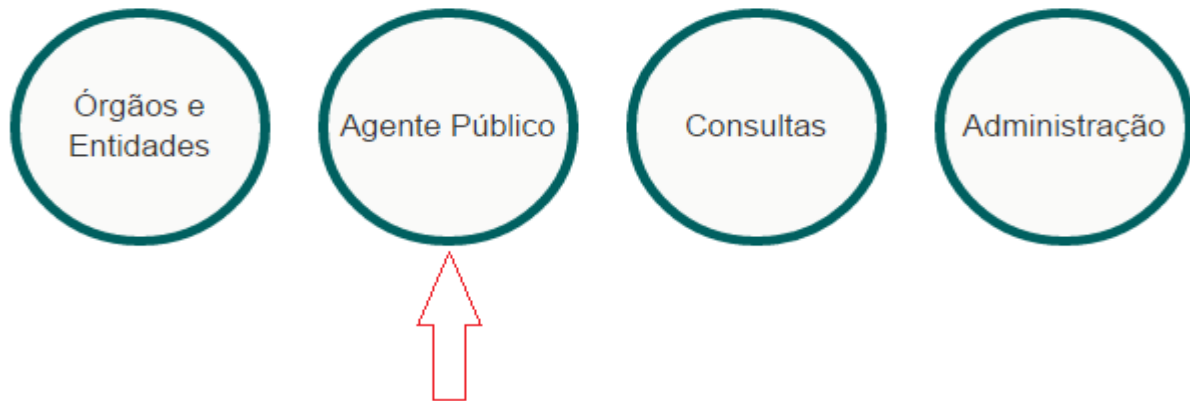 Órgãos e
Entidades
Agente Público
Consultas
Administração